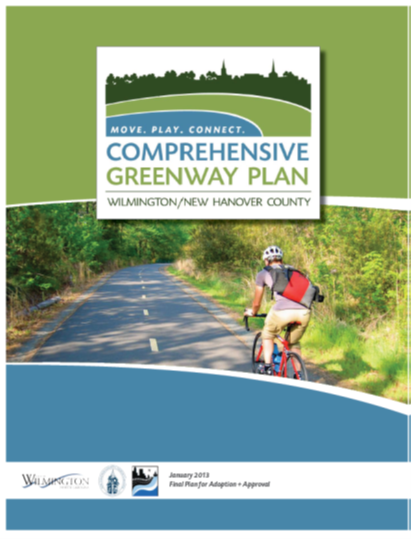 MOVE. PLAY. CONNECT.
COMPREHENSIVE
GREENWAY PLAN
WILMINGTON/NEW HANOVER COUNTY
WILMINGTON
January 2013
Final Plan for Adoption + Approval